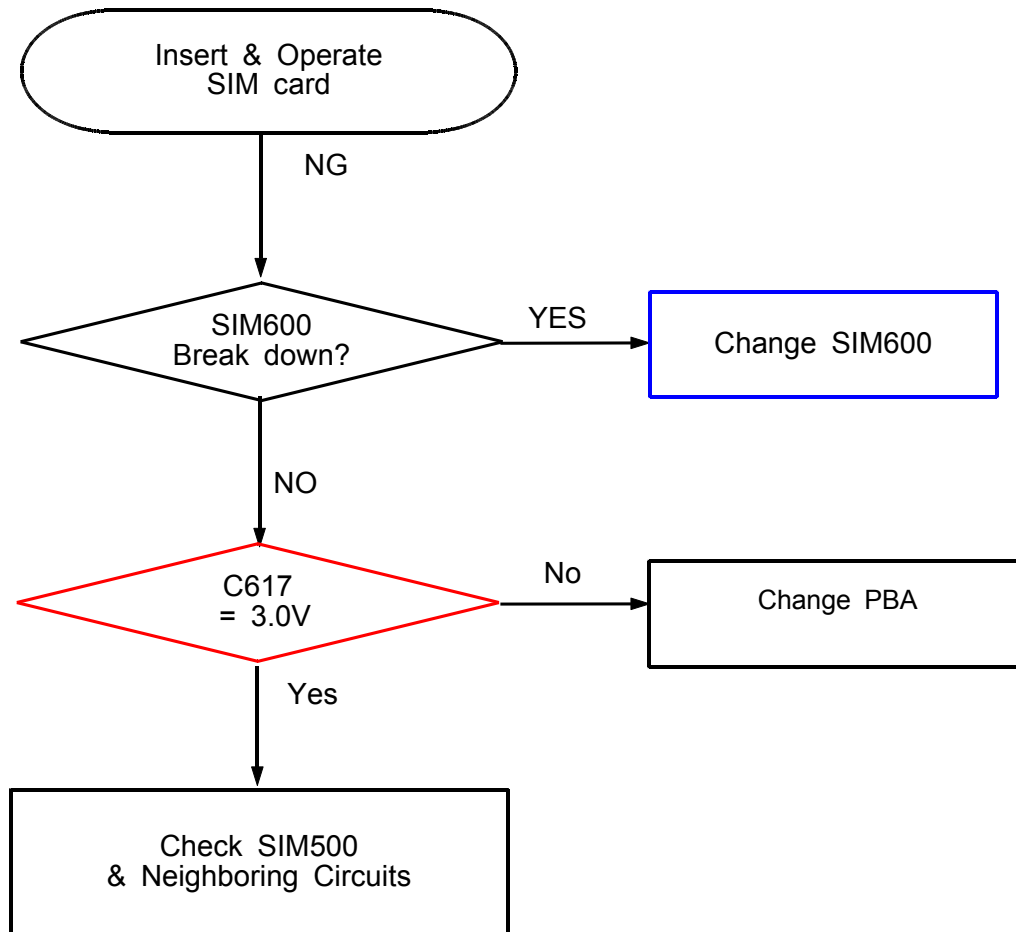 Insert & Operate
SIM card
NG
SIM600
Break down?
YES
Change SIM600
NO
C617
= 3.0V
No
Change PBA
Yes
Check SIM500
& Neighboring Circuits